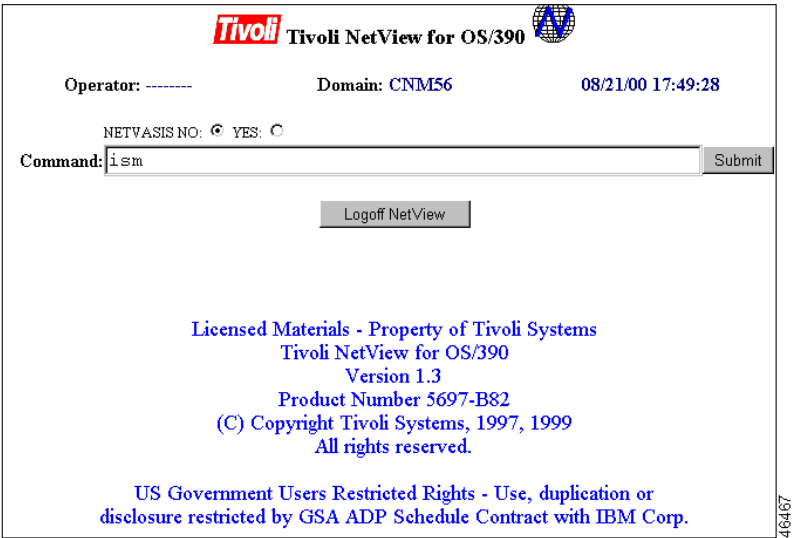 Tivoli Tivoli NetView for OS/390
Operator: -------- Domain: CNM56 08/21/00 17:49:28
NETVASIS NO: YES:
Command: ism Submit
Logoff NetView
Licensed Materials - Property of Tivoli Systems
Tivoli NetView for OS/390
Version 1.3
Product Number 5697-B82
(C) Copyright Tivoli Systems, 1997, 1999
All rights reserved.
US Government Users Restricted Rights - Use, duplication or
disclosure restricted by GSA ADP Schedule Contract with IBM Corp.
46467